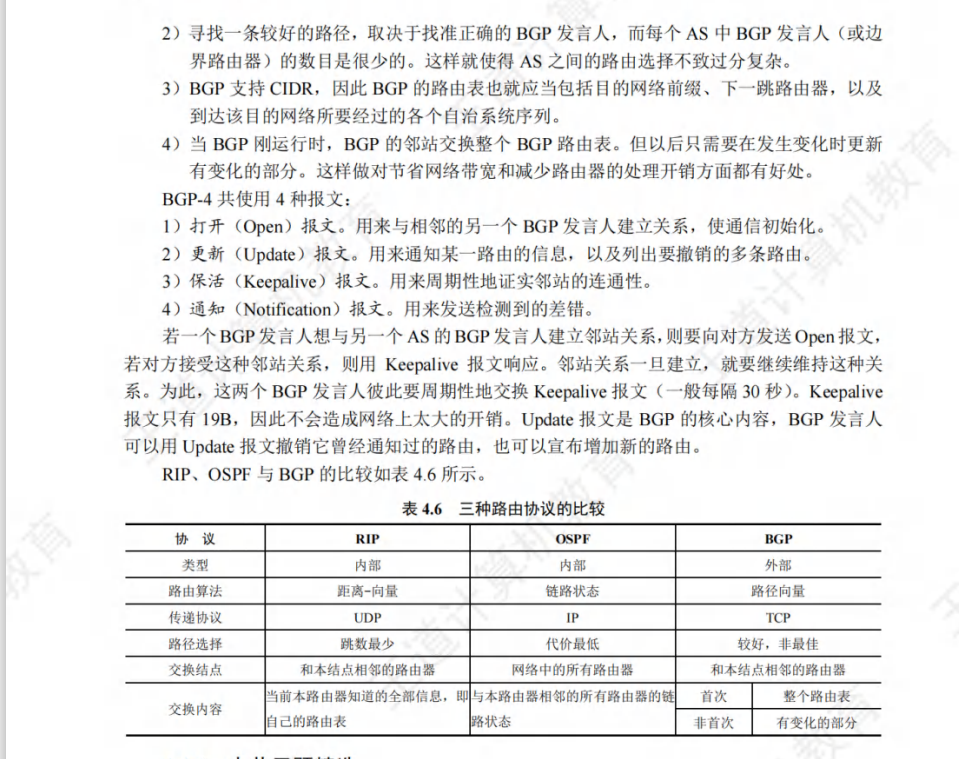 2）寻找一条较好的路径，取决于找准正确的 BGP 发言人，而每个 AS 中 BGP 发言人（或边
界路由器）的数目是很少的。这样就使得 AS 之间的路由选择不致过分复杂。
3）BGP 支持 CIDR，因此 BGP 的路由表也就应当包括目的网络前缀、下一跳路由器，以及
到达该目的网络所要经过的各个自治系统序列。
4）当 BGP 刚运行时，BGP 的邻站交换整个 BGP 路由表。但以后只需要在发生变化时更新
有变化的部分。这样做对节省网络带宽和减少路由器的处理开销方面都有好处。
BGP-4 共使用 4 种报文：
1）打开（Open）报文。用来与相邻的另一个 BGP 发言人建立关系，使通信初始化。
2）更新（Update）报文。用来通知某一路由的信息，以及列出要撤销的多条路由。
3）保活（Keepalive）报文。用来周期性地证实邻站的连通性。
4）通知（Notification）报文。用来发送检测到的差错。
若一个 BGP 发言人想与另一个 AS 的 BGP 发言人建立邻站关系，则要向对方发送 Open 报文，
若对方接受这种邻站关系，则用 Keepalive 报文响应。邻站关系一旦建立，就要继续维持这种关
系。为此，这两个 BGP 发言人彼此要周期性地交换 Keepalive 报文（一般每隔 30 秒）。Keepalive
报文只有 19B，因此不会造成网络上太大的开销。Update 报文是 BGP 的核心内容，BGP 发言人
可以用 Update 报文撤销它曾经通知过的路由，也可以宣布增加新的路由。
RIP、OSPF 与 BGP 的比较如表 4.6 所示。
表 4.6 三种路由协议的比较
协 议 RIP OSPF BGP
类型 内部 内部 外部
路由算法 距离-向量 链路状态 路径向量
传递协议 UDP IP TCP
路径选择 跳数最少 代价最低 较好，非最佳
交换结点 和本结点相邻的路由器 网络中的所有路由器 和本结点相邻的路由器
交换内容 当前本路由器知道的全部信息，即 与本路由器相邻的所有路由器的链 首次 整个路由表
自己的路由表 路状态 非首次 有变化的部分
王道计算机教育